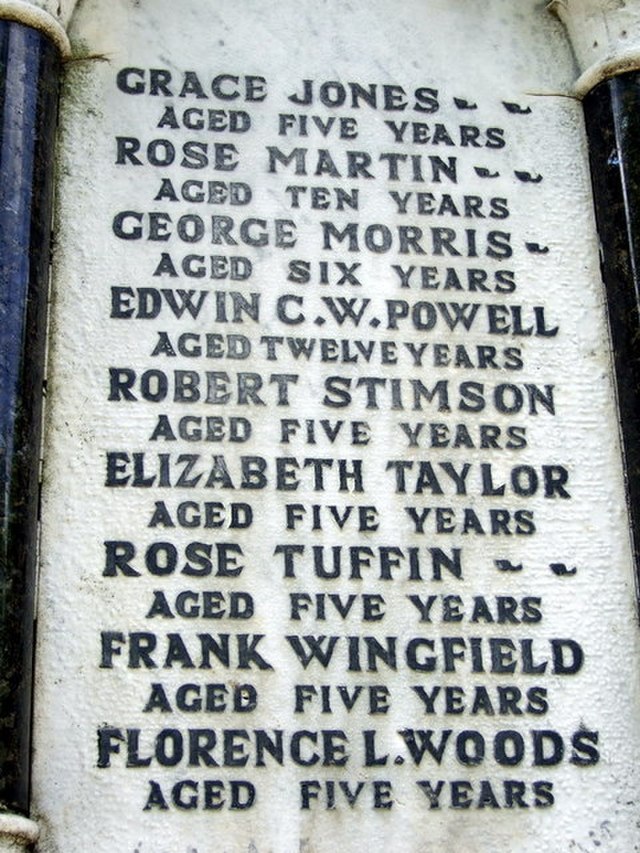 GRACE JONES
AGED FIVE YEARS
ROSE MARTIN
AGED TEN YEARS
GEORGE MORRIS
AGED SIX YEARS
EDWIN C.W.POWELL
AGED TWELVE YEARS
ROBERT STIMSON
AGED FIVE YEARS
ELIZABETH TAYLOR
AGED FIVE YEARS
ROSE TUFFIN
AGED FIVE YEARS
FRANK WINGFIELD
AGED FIVE YEARS
FLORENCE L.WOODS
AGED FIVE YEARS